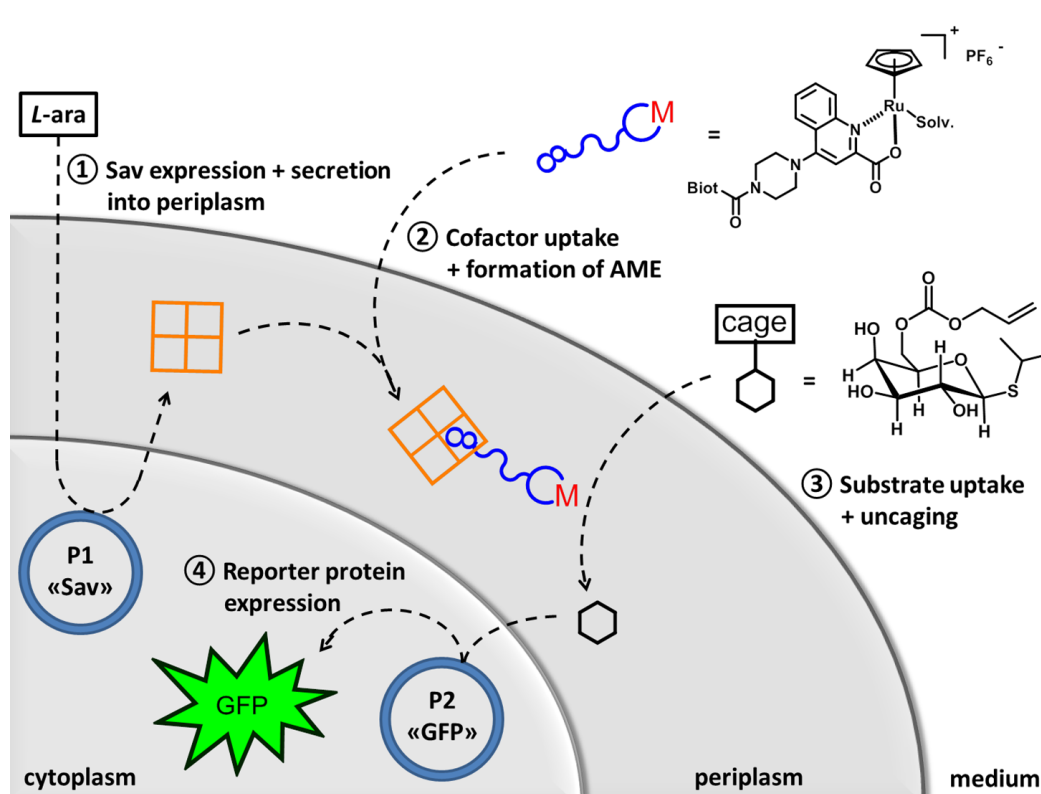 L-ara
① Sav expression + secretion
into periplasm
② Cofactor uptake
+ formation of AME
M
=
+
PF6 -
Ru
Solv.
N
O
O
N
N
Biot
O
cage
=
O
O
O
HO
H
H
O
HO
H
H
OH
S
H
③ Substrate uptake
+ uncaging
M
P1
«Sav»
④ Reporter protein
expression
GFP
P2
«GFP»
cytoplasm
periplasm
medium